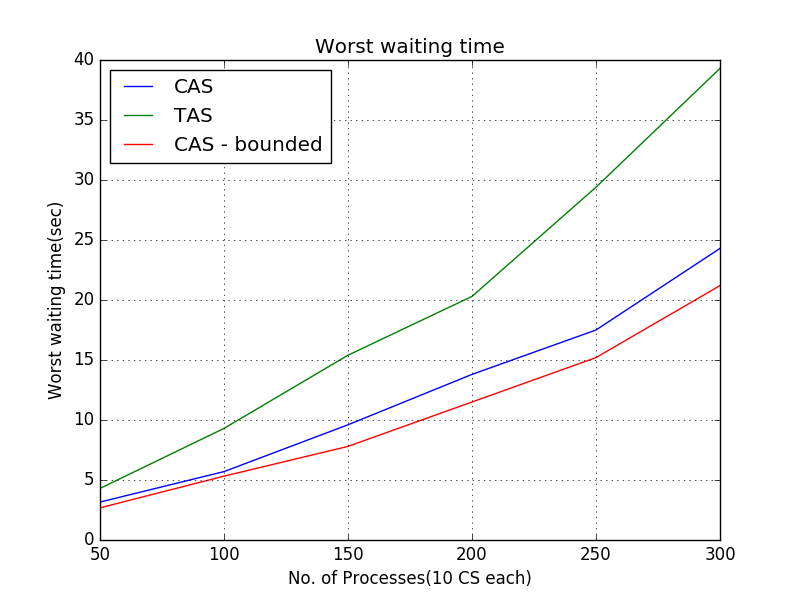 Worst waiting time
40
35
30
25
20
15
10
5
0
Worst waiting time(sec)
CAS
TAS
CAS - bounded
50 100 150 200 250 300
No. of Processes(10 CS each)